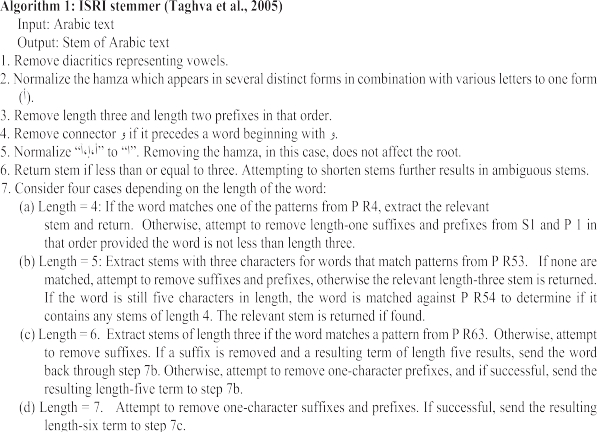 Algorithm 1: ISRI stemmer (Taghva et al., 2005)
Input: Arabic text
Output: Stem of Arabic text
1. Remove diacritics representing vowels.
2. Normalize the hamza which appears in several distinct forms in combination with various letters to one form
(أ).
3. Remove length three and length two prefixes in that order.
4. Remove connector و if it precedes a word beginning with و.
5. Normalize “” to “ا”. Removing the hamza, in this case, does not affect the root.
6. Return stem if less than or equal to three. Attempting to shorten stems further results in ambiguous stems.
7. Consider four cases depending on the length of the word:
(a) Length = 4: If the word matches one of the patterns from P R4, extract the relevant
stem and return. Otherwise, attempt to remove length-one suffixes and prefixes from S1 and P 1 in
that order provided the word is not less than length three.
(b) Length = 5: Extract stems with three characters for words that match patterns from P R53. If none are
matched, attempt to remove suffixes and prefixes, otherwise the relevant length-three stem is returned.
If the word is still five characters in length, the word is matched against P R54 to determine if it
contains any stems of length 4. The relevant stem is returned if found.
(c) Length = 6. Extract stems of length three if the word matches a pattern from P R63. Otherwise, attempt
to remove suffixes. If a suffix is removed and a resulting term of length five results, send the word
back through step 7b. Otherwise, attempt to remove one-character prefixes, and if successful, send the
resulting length-five term to step 7b.
(d) Length = 7. Attempt to remove one-character suffixes and prefixes. If successful, send the resulting
length-six term to step 7c.